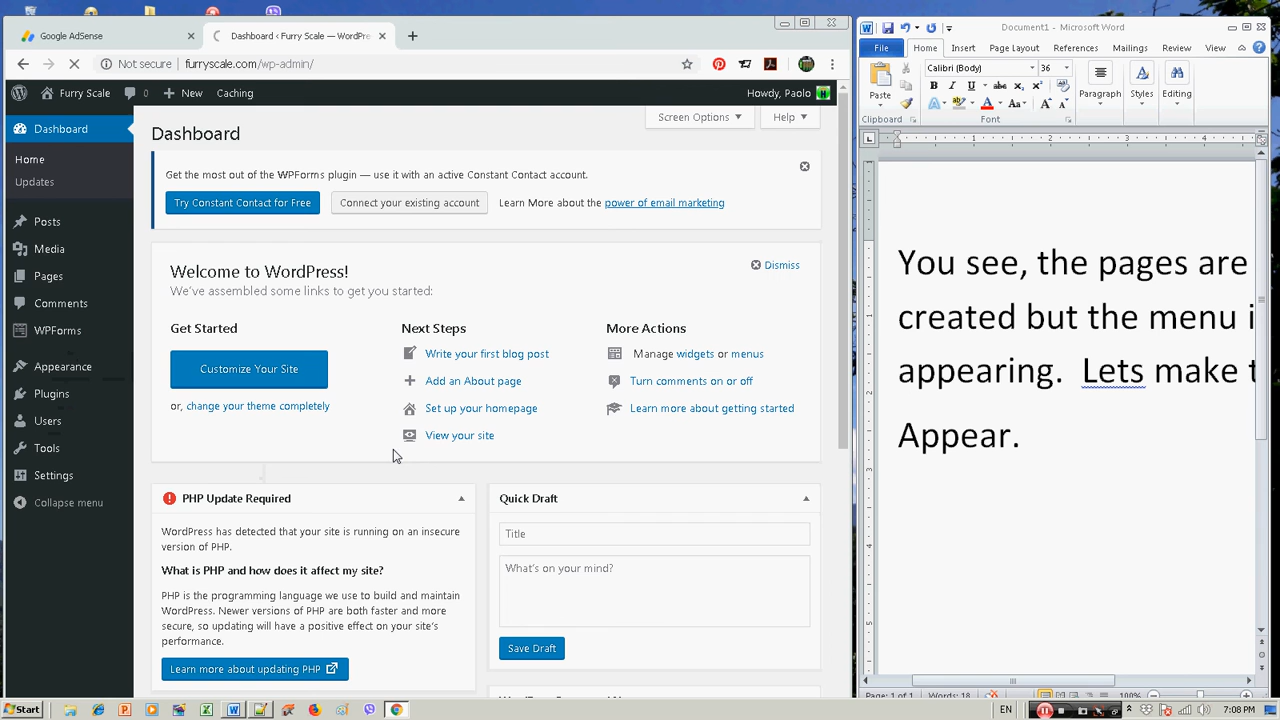 Google AdSense
Dashboard ‹ Furry Scale — WordPre
Not secure
furryscale.com/wp-admin/
Furry Scale
0
New
Caching
Howdy, Paolo
Dashboard
Home
Updates
Posts
Media
Pages
Comments
WPForms
Appearance
Plugins
Users
Tools
Settings
Collapse menu
Dashboard
Screen Options
Help
Get the most out of the WPForms plugin — use it with an active Constant Contact account.
Try Constant Contact for Free
Connect your existing account
Learn More about the power of email marketing
Welcome to WordPress!
Dismiss
We've assembled some links to get you started:
Get Started
Customize Your Site
or, change your theme completely
Next Steps
Write your first blog post
Add an About page
Set up your homepage
View your site
More Actions
Manage widgets or menus
Turn comments on or off
Learn more about getting started
PHP Update Required
WordPress has detected that your site is running on an insecure
version of PHP.
What is PHP and how does it affect my site?
PHP is the programming language we use to build and maintain
WordPress. Newer versions of PHP are both faster and more
secure, so updating will have a positive effect on your site's
performance.
Learn more about updating PHP
Quick Draft
Title
What's on your mind?
Save Draft
Document1 - Microsoft Word
File
Home
Insert
Page Layout
References
Mailings
Review
View
Paste
Clipboard
Calibri (Body)
36
Font
Paragraph
Styles
Editing
1
2
3
4
You see, the pages are
created but the menu i
appearing. Lets make t
Appear.
Page: 1 of 1
Words: 18
100%
Start
EN
7:08 PM